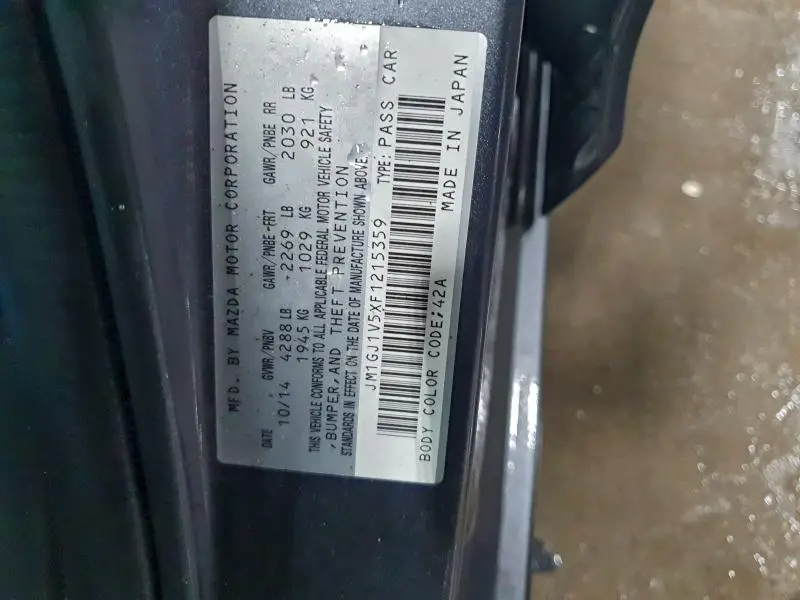 MFD. BY MAZDA MOTOR CORPORATION
DATE GVWR/PNBV GAWR/PNBE-FRT GAWR/PNBE RR
10/14 4288 LB 2269 LB 2030 LB
1945 KG 1029 KG 921 KG
THIS VEHICLE CONFORMS TO ALL APPLICABLE FEDERAL MOTOR VEHICLE SAFETY
,BUMPER,AND THEFT PREVENTION
STANDARDS IN EFFECT ON THE DATE OF MANUFACTURE SHOWN ABOVE.
JM1GJ1V5XF1215359 TYPE: PASS CAR
BODY COLOR CODE;42A MADE IN JAPAN